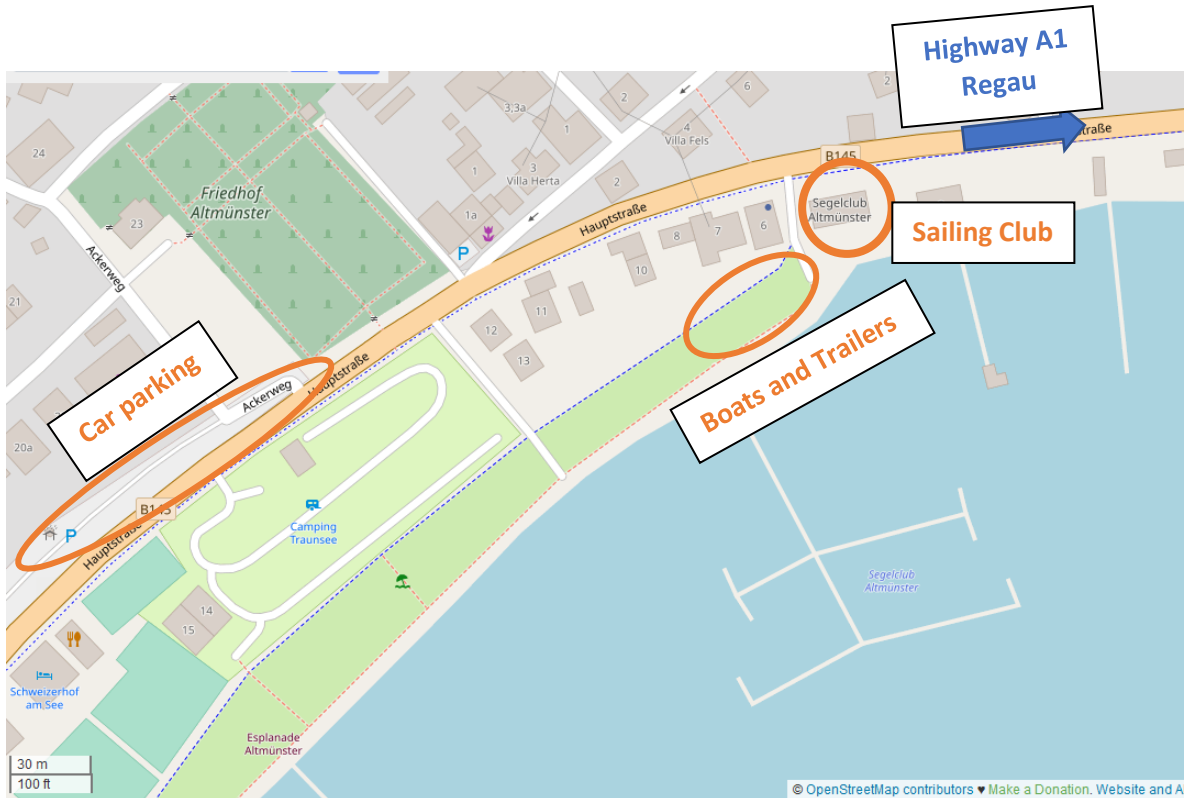 Highway A1
Regau
24
3,3a
1
2
6
2
4
Villa Fels
3
Villa Herta
1
2
B145
raße
Friedhof
Altmünster
23
1a
P
Hauptstraße
Segelclub
Altmünster
Sailing Club
8
7
6
10
11
12
13
Ackerweg
21
Car parking
Hauptstraße
Ackerweg
Boats and Trailers
20a
B145
P
Hauptstraße
Camping
Traunsee
Segelclub
Altmünster
14
15
Schweizerhof
am See
Esplanade
Altmünster
30 m
100 ft
© OpenStreetMap contributors ♥ Make a Donation. Website and A